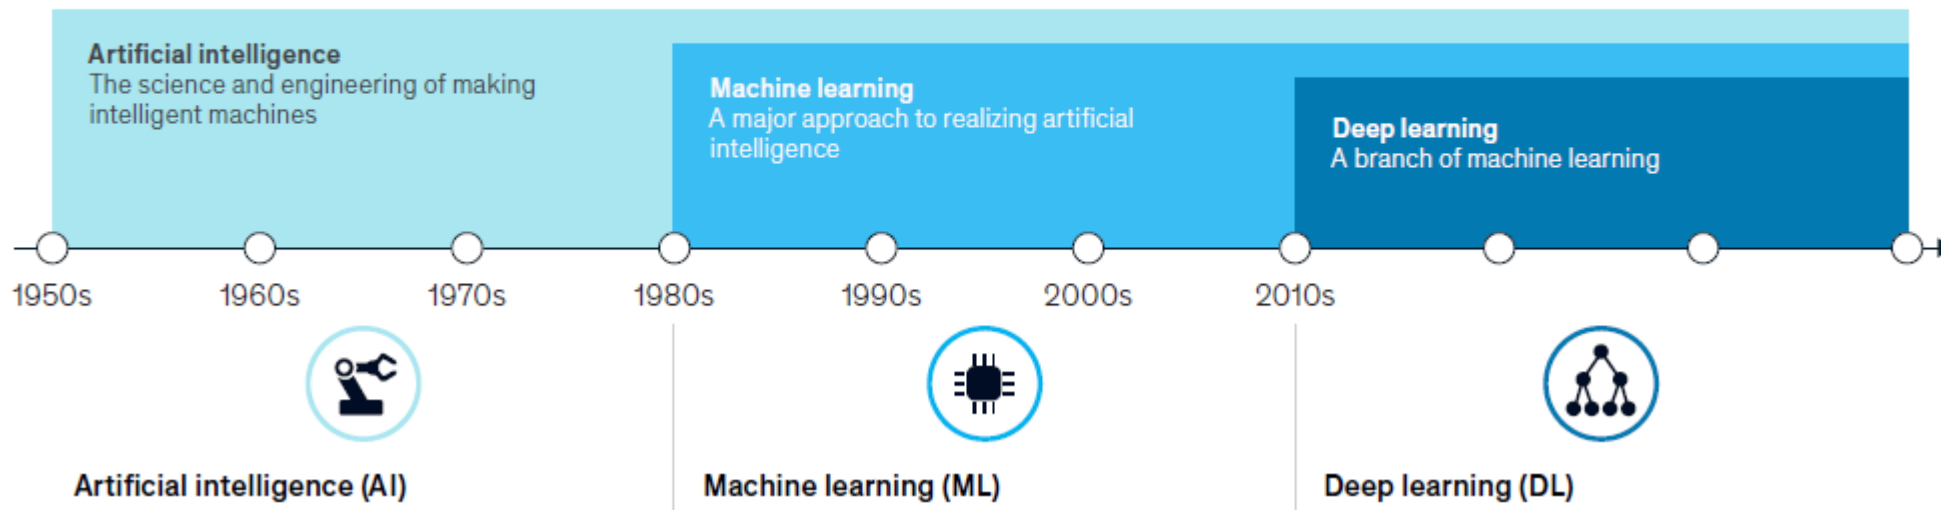 Artificial intelligence
The science and engineering of making
intelligent machines
Machine learning
A major approach to realizing artificial
intelligence
Deep learning
A branch of machine learning
1950s
1960s
1970s
1980s
1990s
2000s
2010s
Artificial intelligence (AI)
Machine learning (ML)
Deep learning (DL)